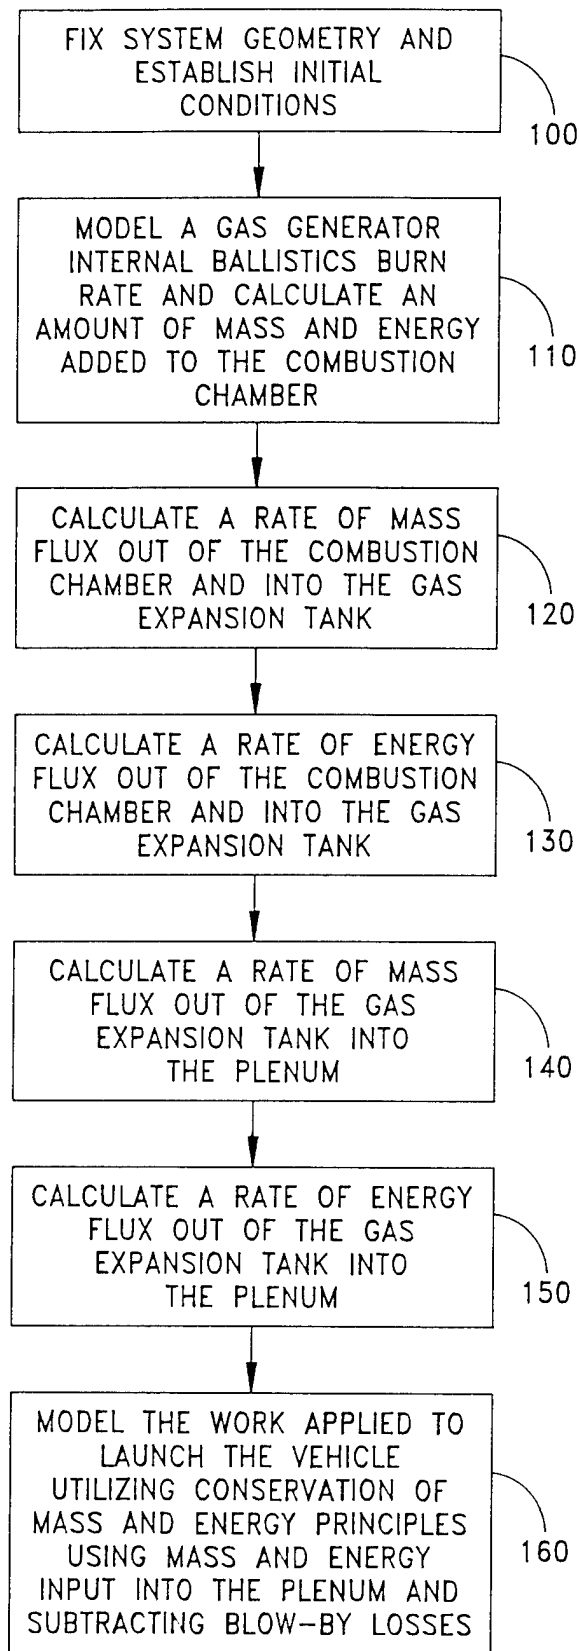 FIX SYSTEM GEOMETRY AND
ESTABLISH INITIAL
CONDITIONS
100
MODEL A GAS GENERATOR
INTERNAL BALLISTICS BURN
RATE AND CALCULATE AN
AMOUNT OF MASS AND ENERGY
ADDED TO THE COMBUSTION
CHAMBER
110
CALCULATE A RATE OF MASS
FLUX OUT OF THE COMBUSTION
CHAMBER AND INTO THE GAS
EXPANSION TANK
120
CALCULATE A RATE OF ENERGY
FLUX OUT OF THE COMBUSTION
CHAMBER AND INTO THE GAS
EXPANSION TANK
130
CALCULATE A RATE OF MASS
FLUX OUT OF THE GAS
EXPANSION TANK INTO
THE PLENUM
140
CALCULATE A RATE OF ENERGY
FLUX OUT OF THE GAS
EXPANSION TANK INTO
THE PLENUM
150
MODEL THE WORK APPLIED TO
LAUNCH THE VEHICLE
UTILIZING CONSERVATION OF
MASS AND ENERGY PRINCIPLES
USING MASS AND ENERGY
INPUT INTO THE PLENUM AND
SUBTRACTING BLOW-BY LOSSES
160